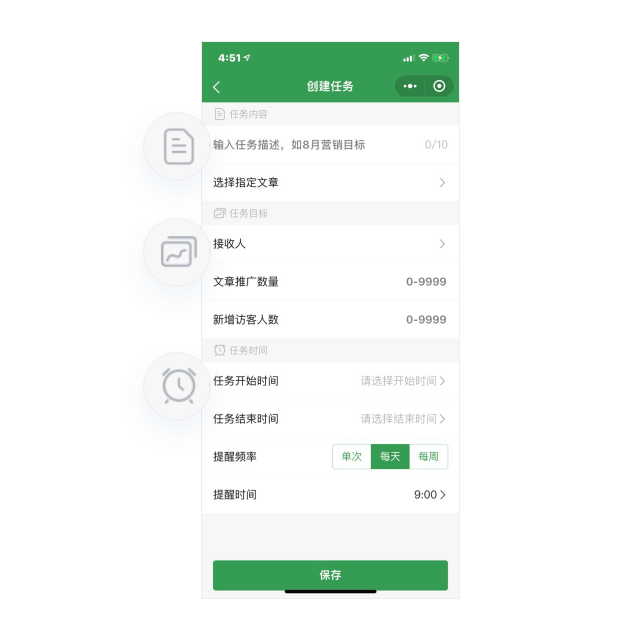 4:51
创建任务
任务内容
输入任务描述，如8月营销目标 0/10
选择指定文章
任务目标
接收人
文章推广数量 0-9999
新增访客人数 0-9999
任务时间
任务开始时间 请选择开始时间
任务结束时间 请选择结束时间
提醒频率 单次 每天 每周
提醒时间 9:00
保存